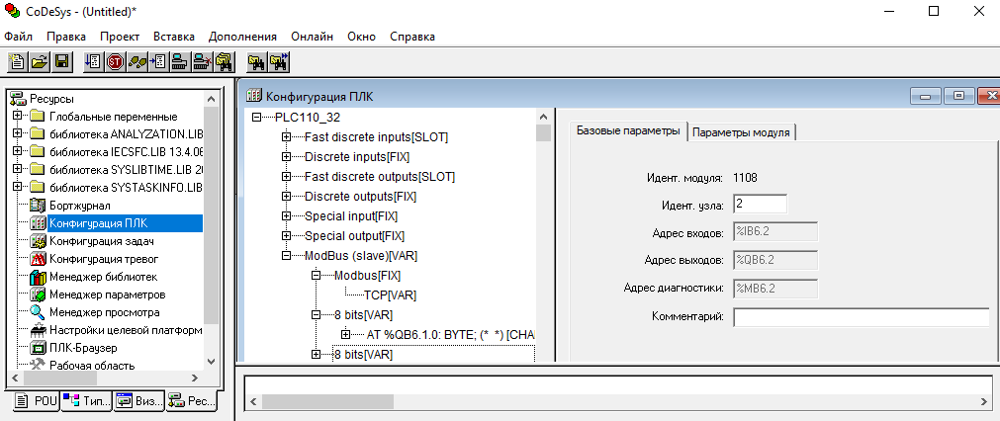 CoDeSys - (Untitled)*
Файл Правка Проект Вставка Дополнения Онлайн Окно Справка
Ресурсы
Глобальные переменные
библиотека ANALYZATION.LIB
библиотека IECSFC.LIB 13.4.06
библиотека SYSLIBTIME.LIB 20
библиотека SYSTASKINFO.LIB
Бортжурнал
Конфигурация ПЛК
Конфигурация задач
Конфигурация тревог
Менеджер библиотек
Менеджер параметров
Менеджер просмотра
Настройки целевой платформ
ПЛК-Браузер
Рабочая область
POU Тип... Виз... Рес...
Конфигурация ПЛК
PLC110_32
Fast discrete inputs[SLOT]
Discrete inputs[FIX]
Fast discrete outputs[SLOT]
Discrete outputs[FIX]
Special input[FIX]
Special output[FIX]
ModBus (slave)[VAR]
Modbus[FIX]
TCP[VAR]
8 bits[VAR]
AT %QB6.1.0: BYTE; (* *) [CHA
8 bits[VAR]
Базовые параметры Параметры модуля
Идент. модуля: 1108
Идент. узла: 2
Адрес входов: %IB6.2
Адрес выходов: %QB6.2
Адрес диагностики: %MB6.2
Комментарий: